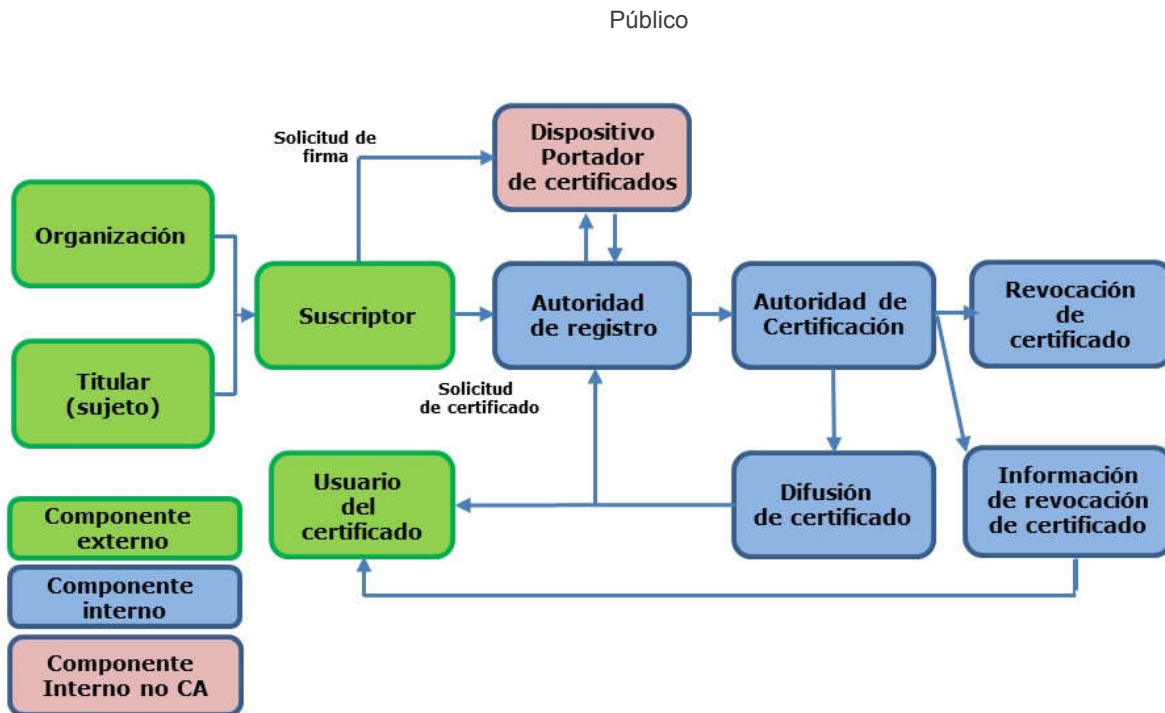 Público
Solicitud de
firma
Dispositivo
Portador
de certificados
Organización
Suscriptor
Autoridad
de registro
Autoridad de
Certificación
Revocación
de
certificado
Titular
(sujeto)
Solicitud
de certificado
Usuario
del
certificado
Difusión
de certificado
Información
de revocación
de certificado
Componente
externo
Componente
interno
Componente
Interno no CA